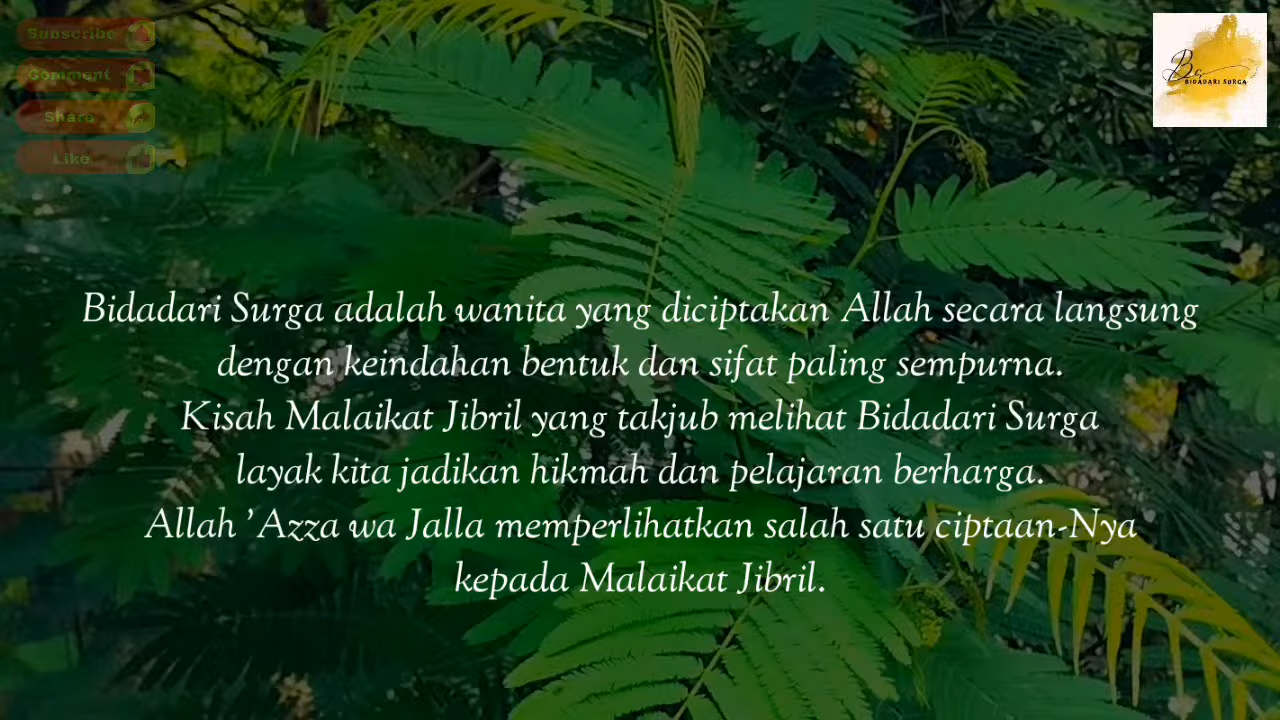 Subscribe
Comment
Share
Like
Bs
BIDADARI SURGA
Bidadari Surga adalah wanita yang diciptakan Allah secara langsung
dengan keindahan bentuk dan sifat paling sempurna.
Kisah Malaikat Jibril yang takjub melihat Bidadari Surga
layak kita jadikan hikmah dan pelajaran berharga.
Allah ’Azza wa Jalla memperlihatkan salah satu ciptaan-Nya
kepada Malaikat Jibril.